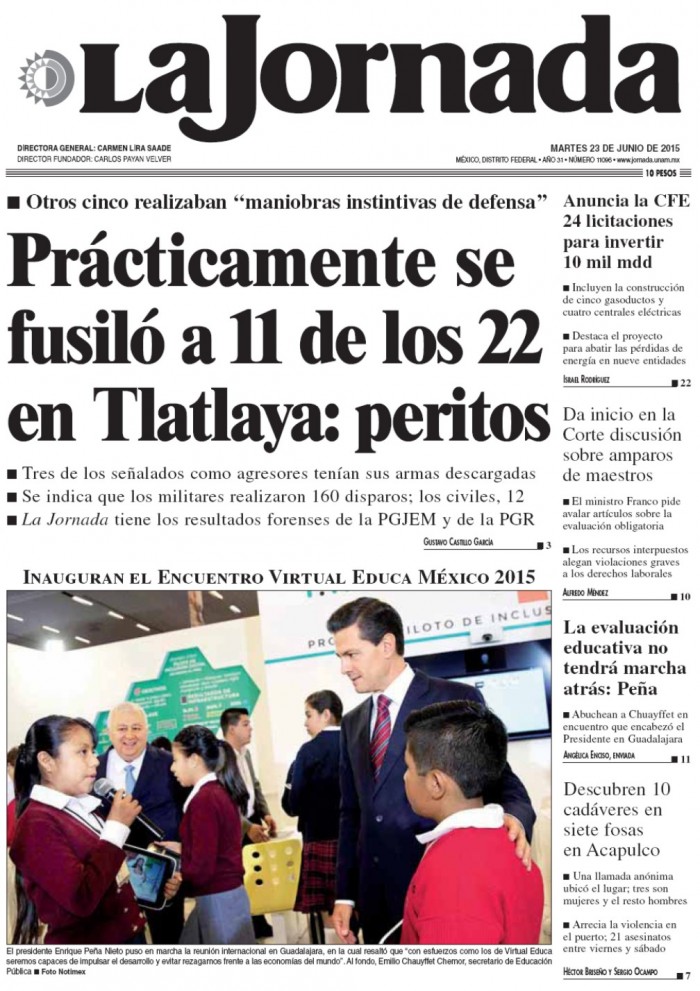 La Jornada
DIRECTORA GENERAL: CARMEN LIRA SAADE
DIRECTOR FUNDADOR: CARLOS PAYAN VELVER
MARTES 23 DE JUNIO DE 2015
MÉXICO, DISTRITO FEDERAL • AÑO 31 • NÚMERO 11096 • www.jornada.unam.mx
10 PESOS
■ Otros cinco realizaban “maniobras instintivas de defensa”
Prácticamente se
fusiló a 11 de los 22
en Tlatlaya: peritos
■ Tres de los señalados como agresores tenían sus armas descargadas
■ Se indica que los militares realizaron 160 disparos; los civiles, 12
■ La Jornada tiene los resultados forenses de la PGJEM y de la PGR
GUSTAVO CASTILLO GARCÍA ■ 3
INAUGURAN EL ENCUENTRO VIRTUAL EDUCA MÉXICO 2015
PILOTO DE INCLUS
El presidente Enrique Peña Nieto puso en marcha la reunión internacional en Guadalajara, en la cual resaltó que “con esfuerzos como los de Virtual Educa
seremos capaces de impulsar el desarrollo y evitar rezagarnos frente a las economías del mundo”. Al fondo, Emilio Chauyffet Chemor, secretario de Educación
Pública ■ Foto Notimex
Anuncia la CFE
24 licitaciones
para invertir
10 mil mdd
■ Incluyen la construcción
de cinco gasoductos y
cuatro centrales eléctricas
■ Destaca el proyecto
para abatir las pérdidas de
energía en nueve entidades
ISRAEL RODRÍGUEZ ■ 22
Da inicio en la
Corte discusión
sobre amparos
de maestros
■ El ministro Franco pide
avalar artículos sobre la
evaluación obligatoria
■ Los recursos interpuestos
alegan violaciones graves
a los derechos laborales
ALFREDO MÉNDEZ ■ 10
La evaluación
educativa no
tendrá marcha
atrás: Peña
■ Abuchean a Chuayffet en
encuentro que encabezó el
Presidente en Guadalajara
ANGÉLICA ENCISO, ENVIADA ■ 11
Descubren 10
cadáveres en
siete fosas
en Acapulco
■ Una llamada anónima
ubicó el lugar; tres son
mujeres y el resto hombres
■ Arrecia la violencia en
el puerto; 21 asesinatos
entre viernes y sábado
HÉCTOR BRISEÑO Y SERGIO OCAMPO ■ 7